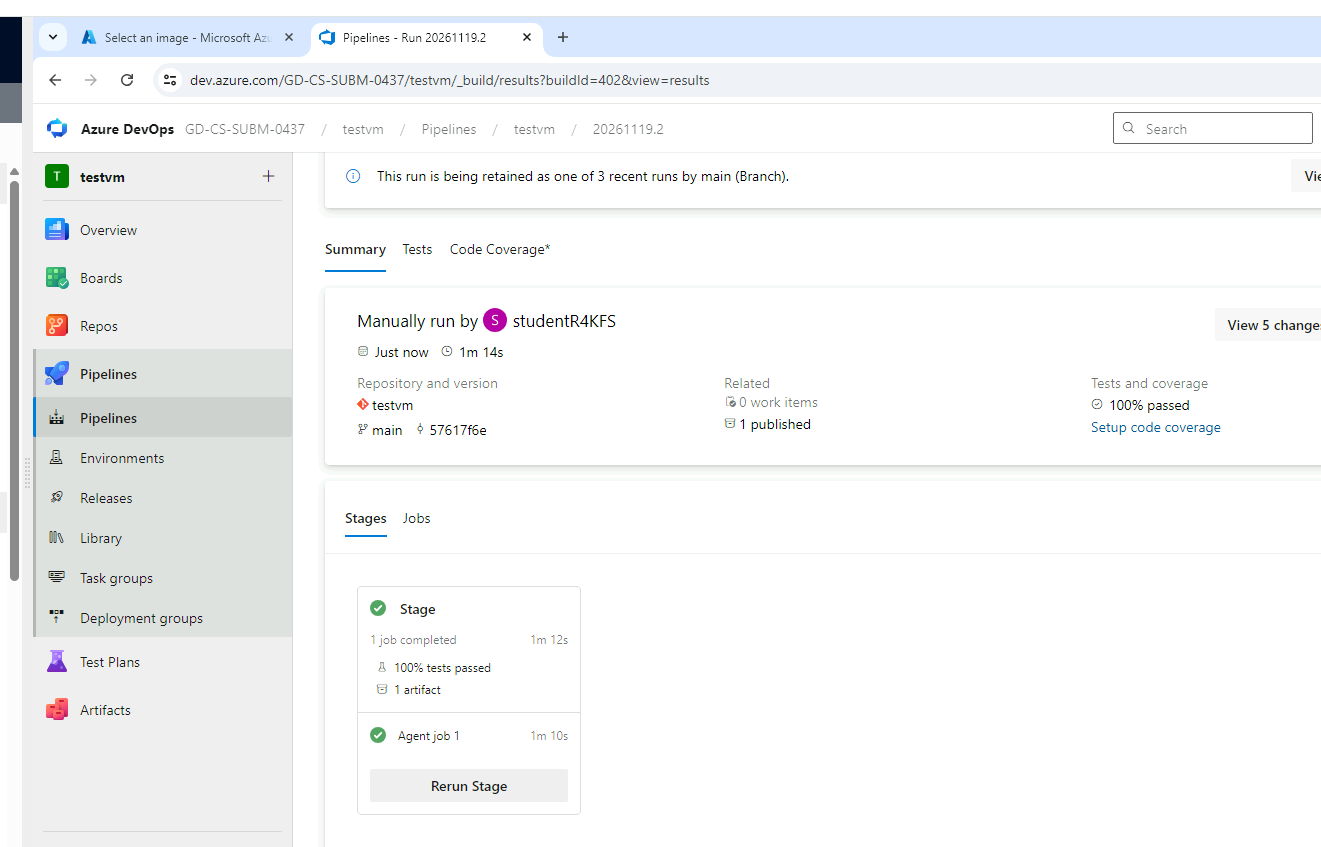 Select an image - Microsoft Azu
Pipelines - Run 20261119.2
dev.azure.com/GD-CS-SUBM-0437/testvm/_build/results?buildId=402&view=results
Azure DevOps GD-CS-SUBM-0437 / testvm / Pipelines / testvm / 20261119.2
Search
T testvm
Overview
Boards
Repos
Pipelines
Pipelines
Environments
Releases
Library
Task groups
Deployment groups
Test Plans
Artifacts
This run is being retained as one of 3 recent runs by main (Branch).
Vie
Summary Tests Code Coverage*
Manually run by S studentR4KFS
View 5 changes
Just now 1m 14s
Repository and version
testvm
main 57617f6e
Related
0 work items
1 published
Tests and coverage
100% passed
Setup code coverage
Stages Jobs
Stage
1 job completed 1m 12s
100% tests passed
1 artifact
Agent job 1 1m 10s
Rerun Stage